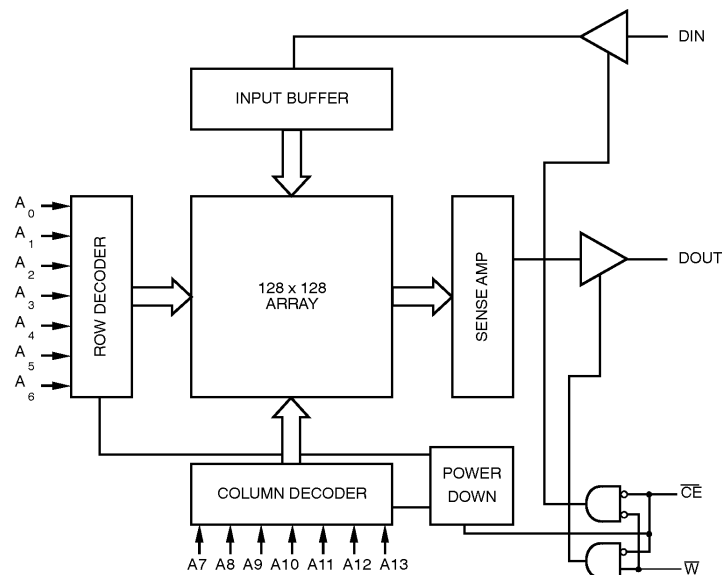 DIN
INPUT BUFFER
A0
A1
A2
A3
A4
A5
A6
ROW DECODER
128 x 128
ARRAY
SENSE AMP
DOUT
COLUMN DECODER
POWER
DOWN
A7 A8 A9 A10 A11 A12 A13
C̅E̅
W̅